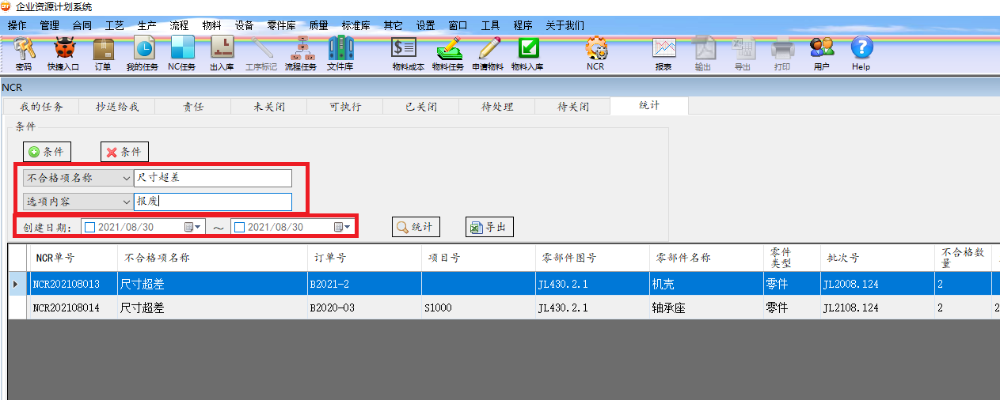 企业资源计划系统
操作 管理 合同 工艺 生产 流程 物料 设备 零件库 质量 标准库 其它 设置 窗口 工具 程序 关于我们
密码 快捷入口 订单 我的任务 NC任务 出入库 工序标记 流程任务 文件库 物料成本 物料任务 申请物料 物料入库 NCR 报表 输出 导出 打印 用户 Help
NCR
我的任务 抄送给我 责任 未关闭 可执行 已关闭 待处理 待关闭 统计
条件
条件 条件
不合格项名称 尺寸超差
选项内容 报废
创建日期: 2021/08/30 ～ 2021/08/30 统计 导出
NCR单号 不合格项名称 订单号 项目号 零部件图号 零部件名称 零件类型 批次号 不合格数量
NCR202108013 尺寸超差 B2021-2 JL430.2.1 机壳 零件 JL2008.124 2
NCR202108014 尺寸超差 B2020-03 S1000 JL430.2.1 轴承座 零件 JL2108.124 2 2